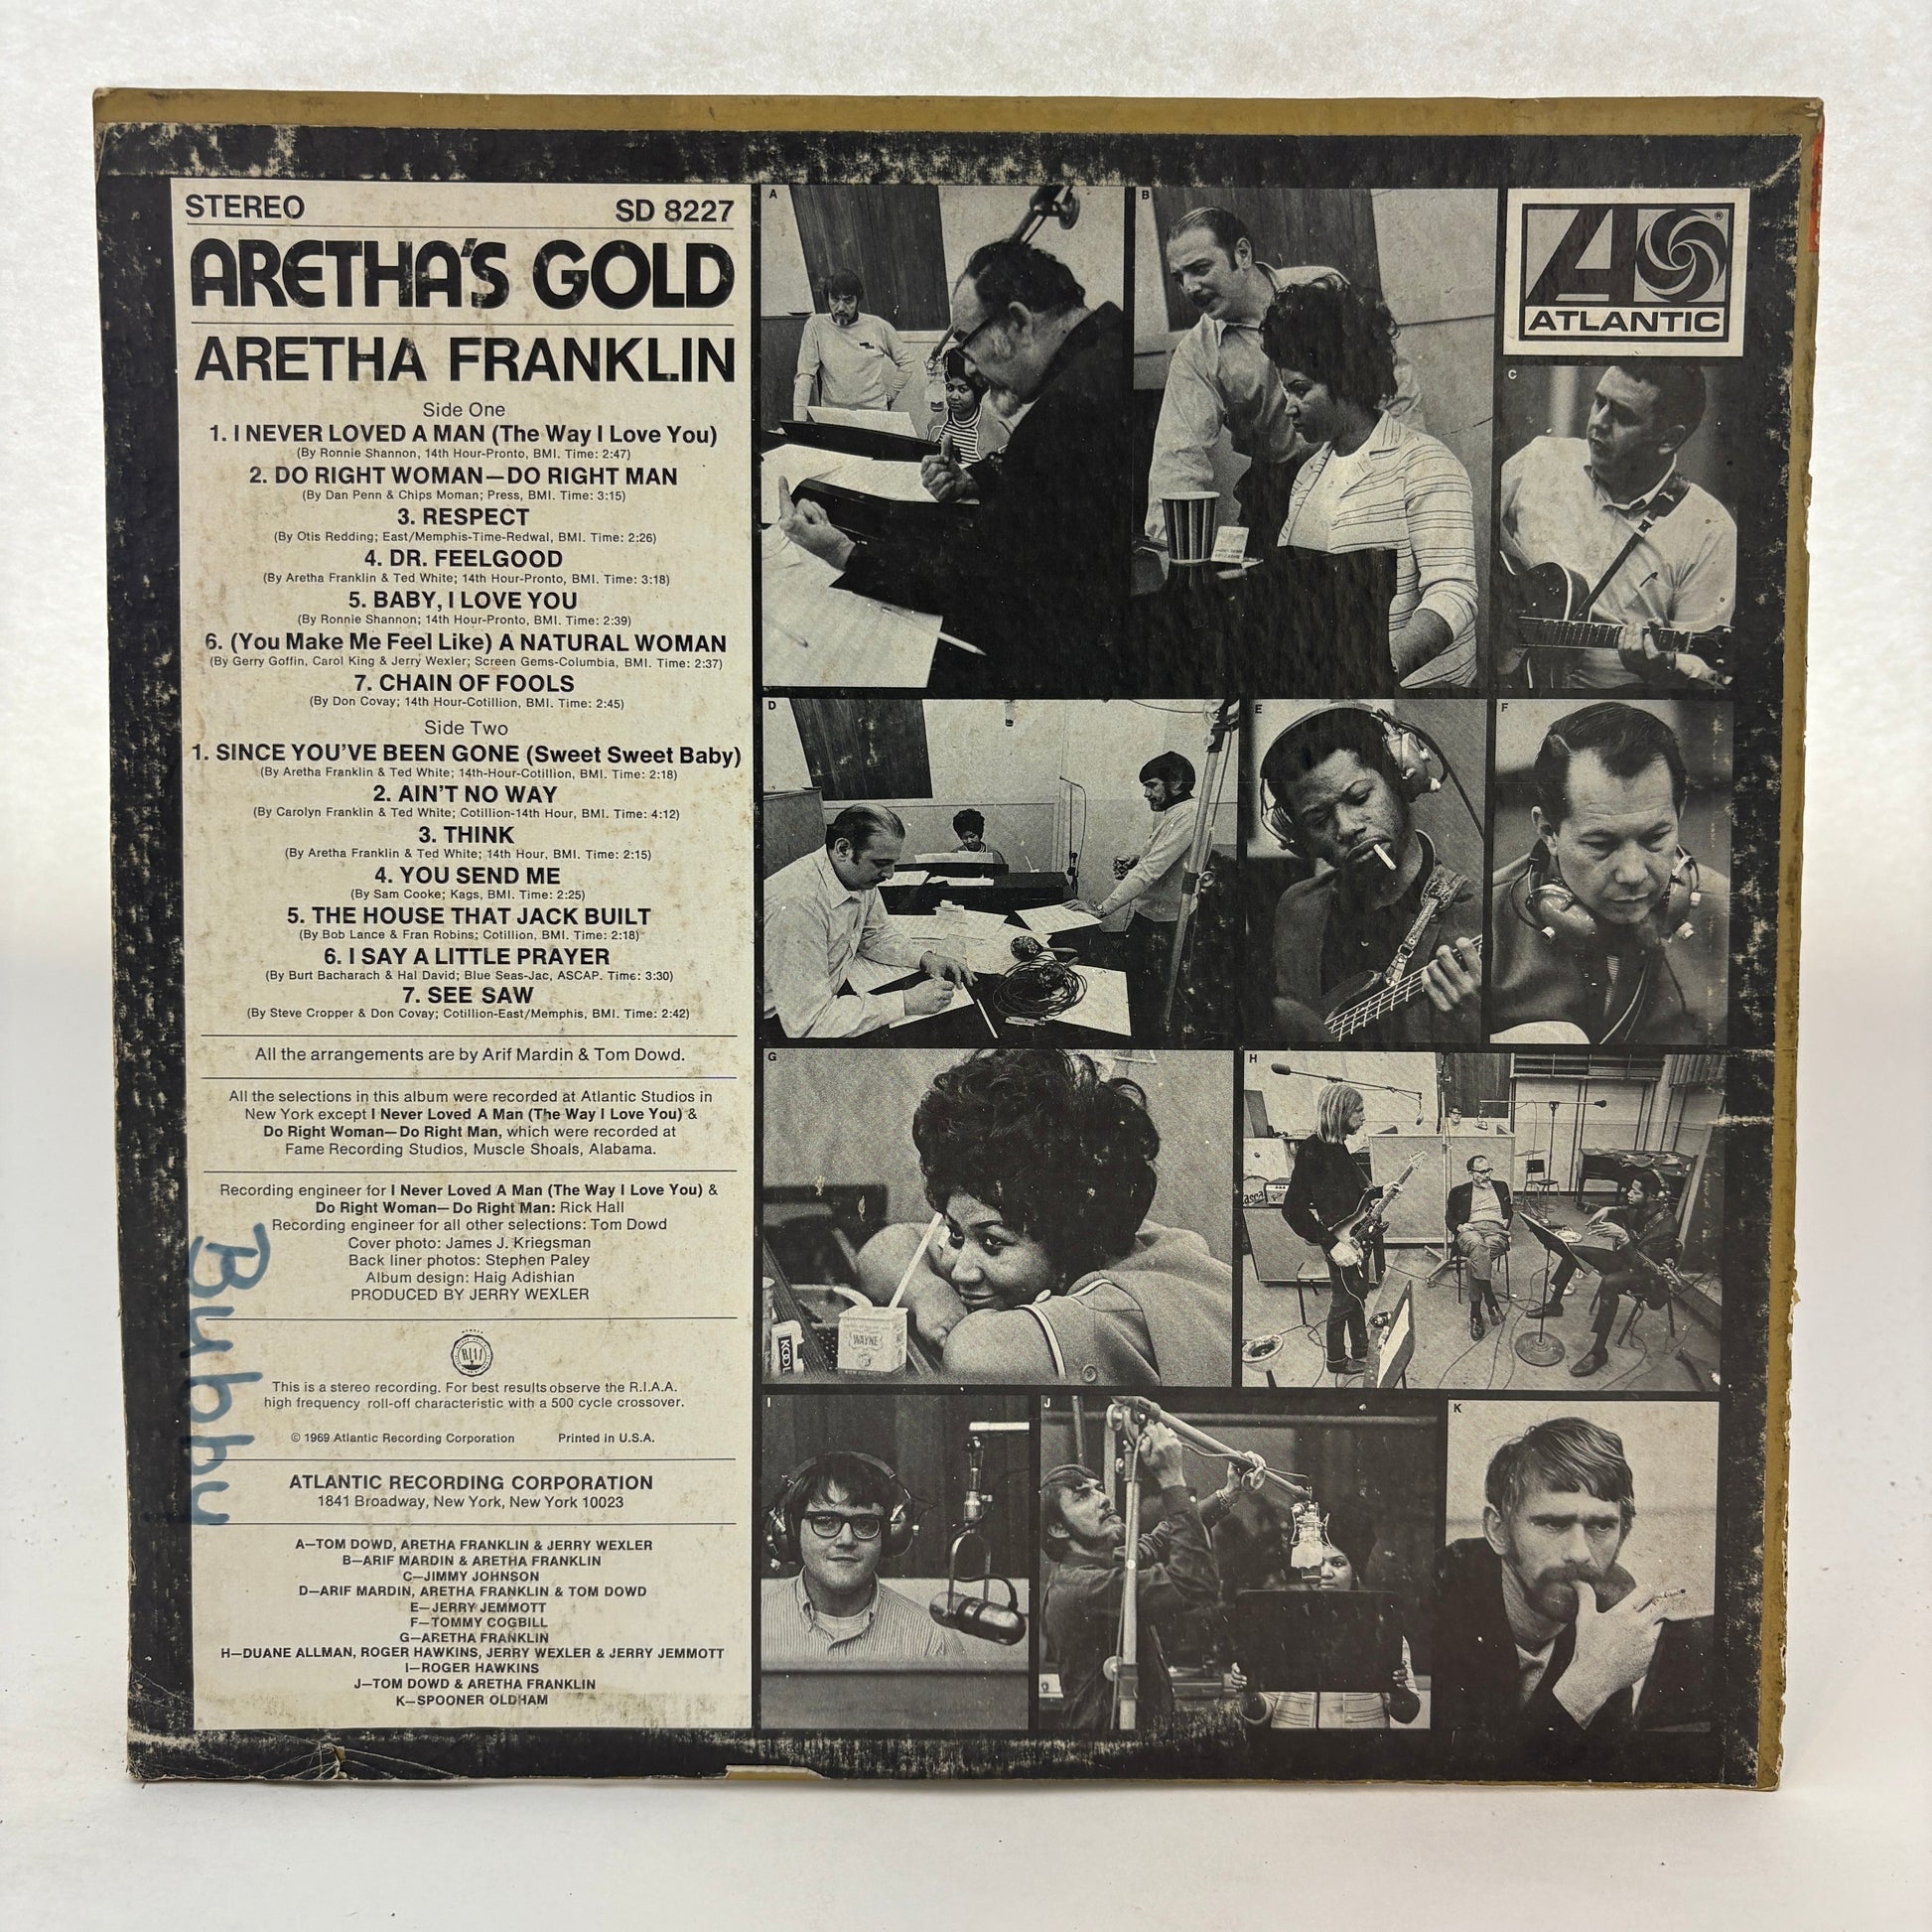 STEREO SD 8227
ARETHA'S GOLD
ARETHA FRANKLIN
Side One
1. I NEVER LOVED A MAN (The Way I Love You)
(By Ronnie Shannon, 14th Hour-Pronto, BMI. Time: 2:47)
2. DO RIGHT WOMAN—DO RIGHT MAN
(By Dan Penn & Chips Moman; Press, BMI. Time: 3:15)
3. RESPECT
(By Otis Redding; East/Memphis-Time-Redwal, BMI. Time: 2:26)
4. DR. FEELGOOD
(By Aretha Franklin & Ted White; 14th Hour-Pronto, BMI. Time: 3:18)
5. BABY, I LOVE YOU
(By Ronnie Shannon; 14th Hour-Pronto, BMI. Time: 2:39)
6. (You Make Me Feel Like) A NATURAL WOMAN
(By Gerry Goffin, Carol King & Jerry Wexler; Screen Gems-Columbia, BMI. Time: 2:37)
7. CHAIN OF FOOLS
(By Don Covay; 14th Hour-Cotillion, BMI. Time: 2:45)
Side Two
1. SINCE YOU'VE BEEN GONE (Sweet Sweet Baby)
(By Aretha Franklin & Ted White; 14th-Hour-Cotillion, BMI. Time: 2:18)
2. AIN'T NO WAY
(By Carolyn Franklin & Ted White; Cotillion-14th Hour, BMI. Time: 4:12)
3. THINK
(By Aretha Franklin & Ted White; 14th Hour, BMI. Time: 2:15)
4. YOU SEND ME
(By Sam Cooke; Kags, BMI. Time: 2:25)
5. THE HOUSE THAT JACK BUILT
(By Bob Lance & Fran Robins; Cotillion, BMI. Time: 2:18)
6. I SAY A LITTLE PRAYER
(By Burt Bacharach & Hal David; Blue Seas-Jac, ASCAP. Time: 3:30)
7. SEE SAW
(By Steve Cropper & Don Covay; Cotillion-East/Memphis, BMI. Time: 2:42)
All the arrangements are by Arif Mardin & Tom Dowd.
All the selections in this album were recorded at Atlantic Studios in
New York except I Never Loved A Man (The Way I Love You) &
Do Right Woman—Do Right Man, which were recorded at
Fame Recording Studios, Muscle Shoals, Alabama.
Recording engineer for I Never Loved A Man (The Way I Love You) &
Do Right Woman—Do Right Man: Rick Hall
Recording engineer for all other selections: Tom Dowd
Cover photo: James J. Kriegsman
Back liner photos: Stephen Paley
Album design: Haig Adishian
PRODUCED BY JERRY WEXLER
RIAA
This is a stereo recording. For best results observe the R.I.A.A.
high frequency roll-off characteristic with a 500 cycle crossover.
© 1969 Atlantic Recording Corporation Printed in U.S.A.
ATLANTIC RECORDING CORPORATION
1841 Broadway, New York, New York 10023
A—TOM DOWD, ARETHA FRANKLIN & JERRY WEXLER
B—ARIF MARDIN & ARETHA FRANKLIN
C—JIMMY JOHNSON
D—ARIF MARDIN, ARETHA FRANKLIN & TOM DOWD
E—JERRY JEMMOTT
F—TOMMY COGBILL
G—ARETHA FRANKLIN
H—DUANE ALLMAN, ROGER HAWKINS, JERRY WEXLER & JERRY JEMMOTT
I—ROGER HAWKINS
J—TOM DOWD & ARETHA FRANKLIN
K—SPOONER OLDHAM
Bubby
A
B
ATLANTIC
®
C
D
E
F
G
KOOL
WAYNE
H
I
J
K